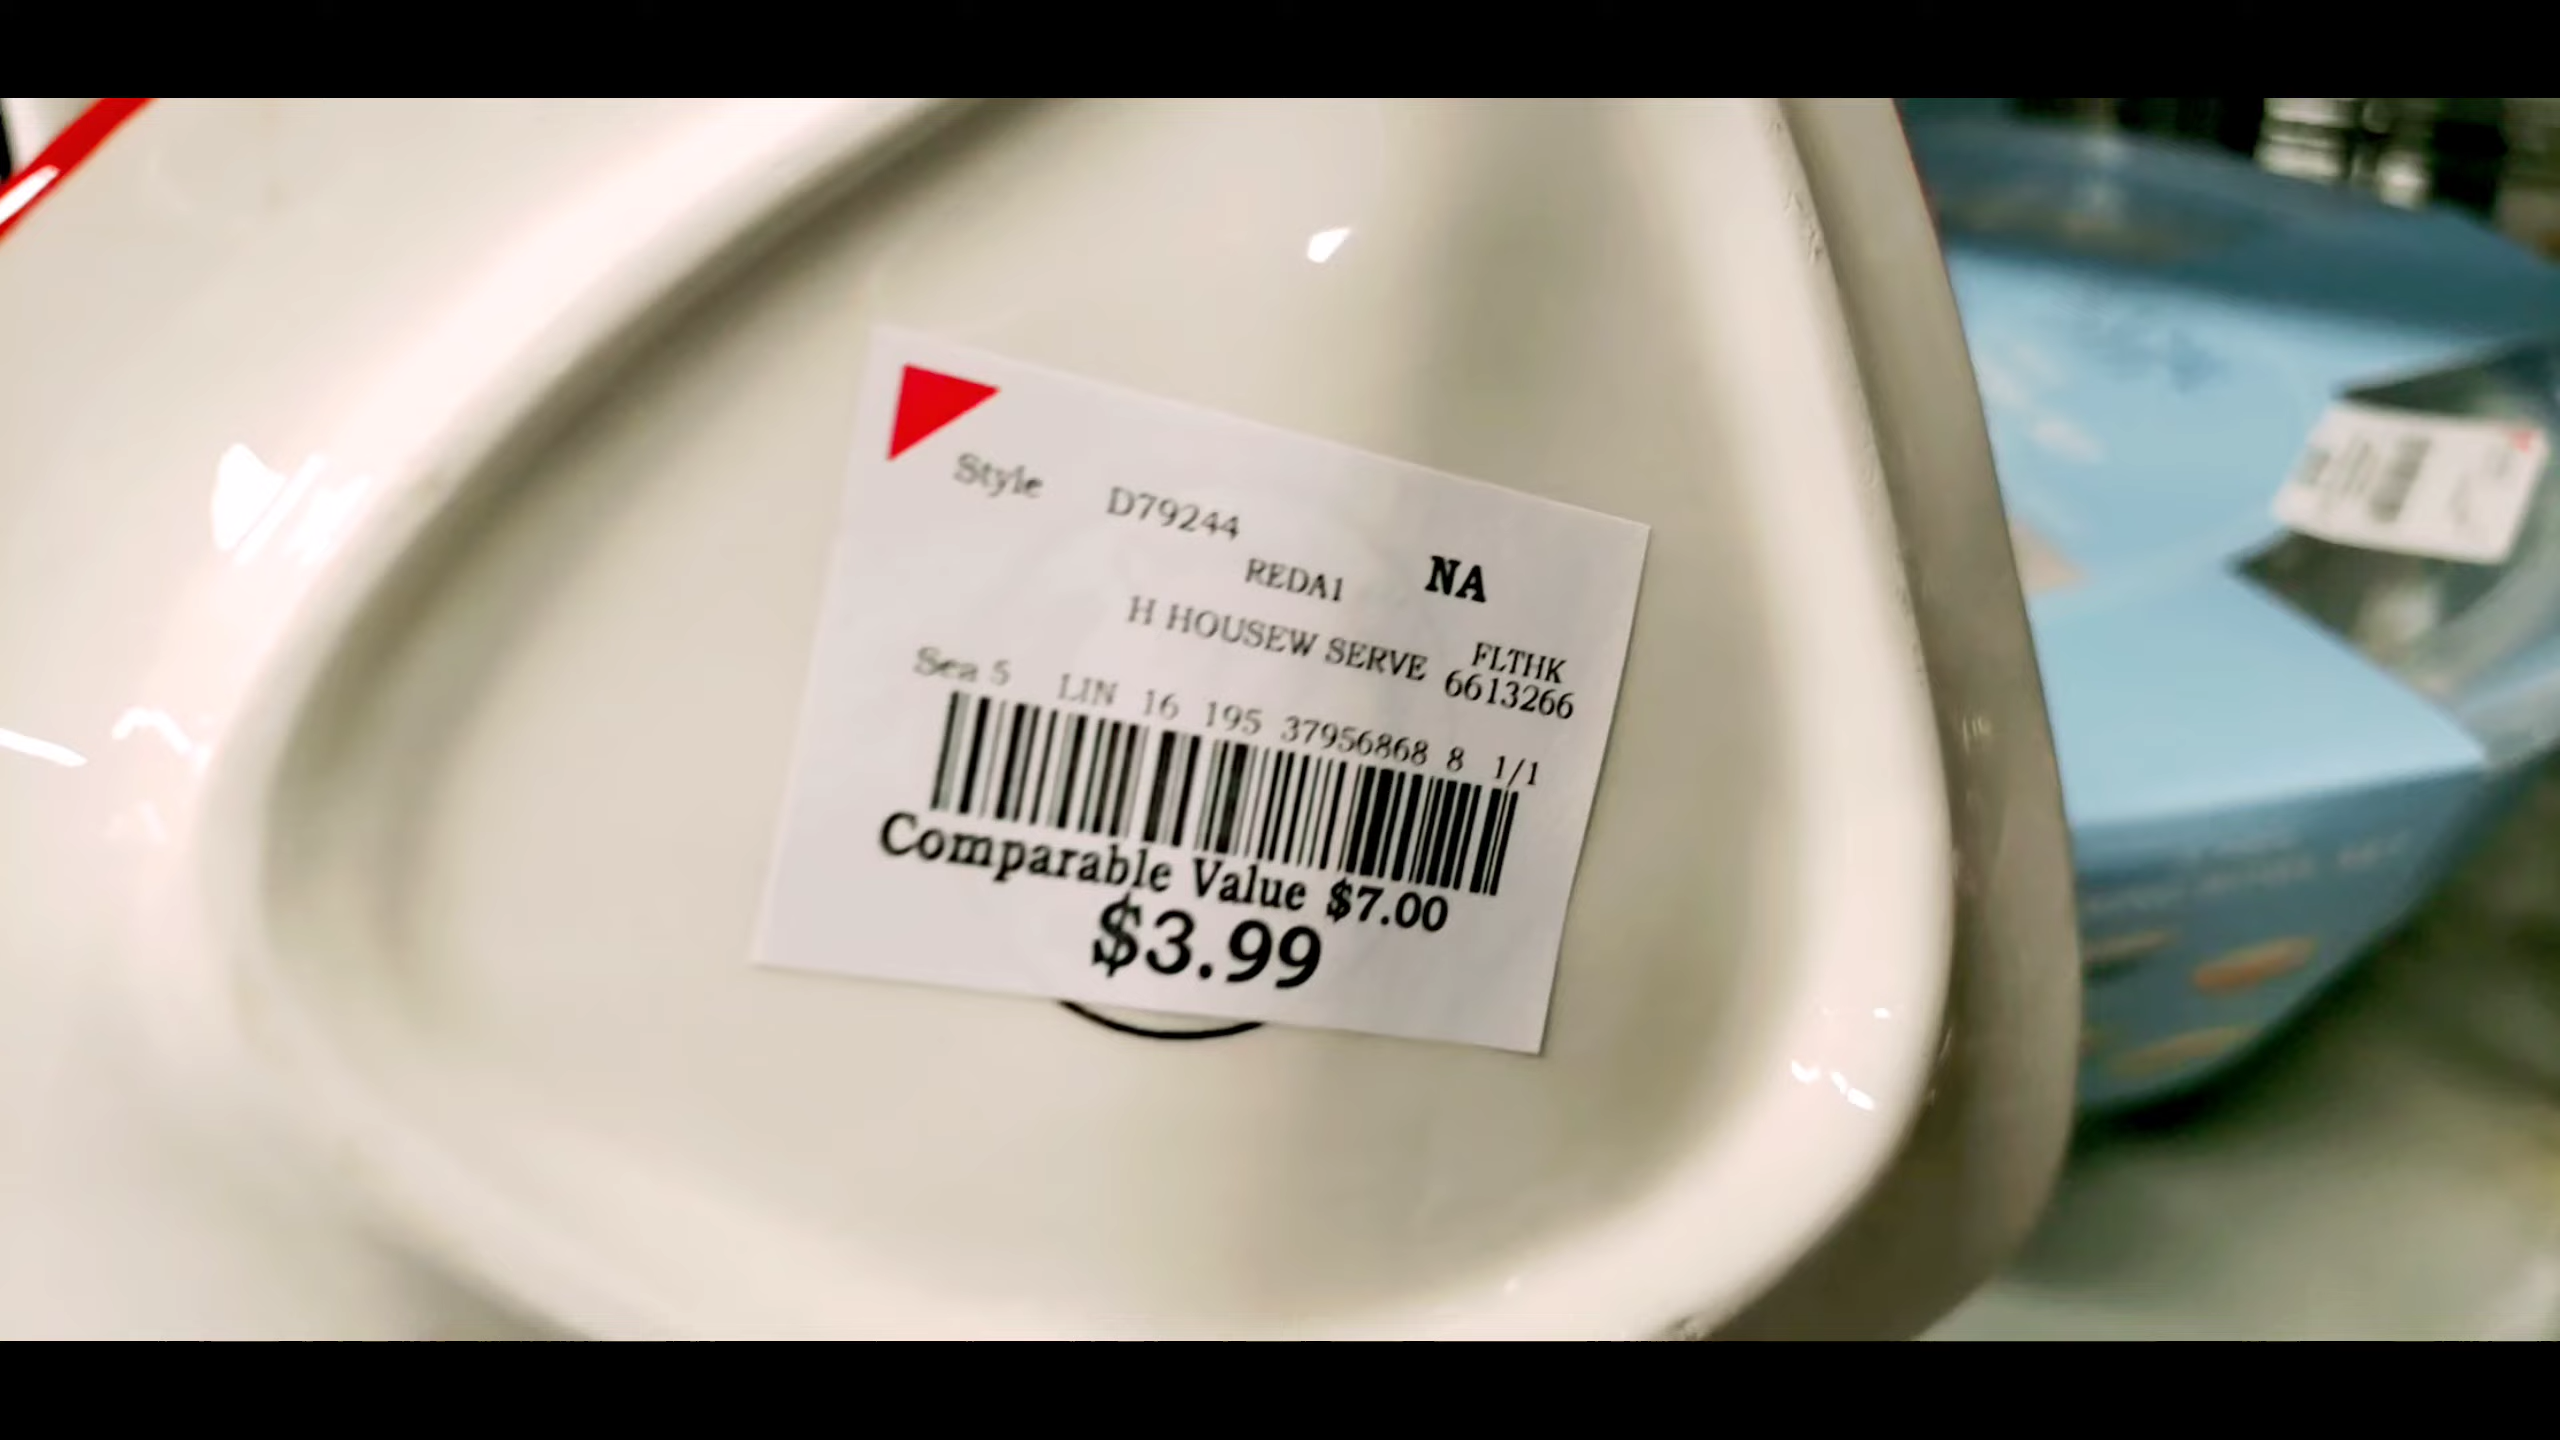 Style D79244
REDA1 NA
H HOUSEW SERVE FLTHK
6613266
Sea 5 LIN 16 195 37956868 8 1/1
Comparable Value $7.00
$3.99